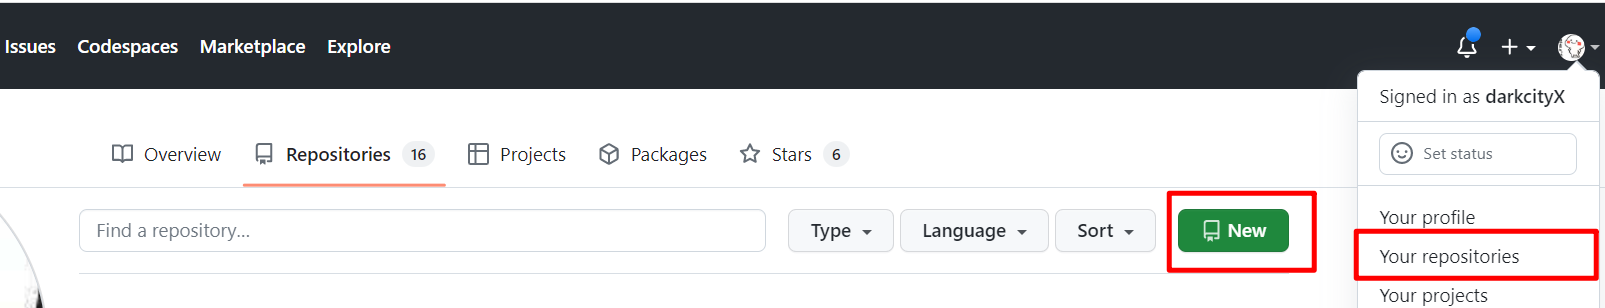 Issues Codespaces Marketplace Explore
Signed in as darkcityX
Overview Repositories 16 Projects Packages Stars 6
Set status
Find a repository... Type Language Sort New
Your profile
Your repositories
Your projects